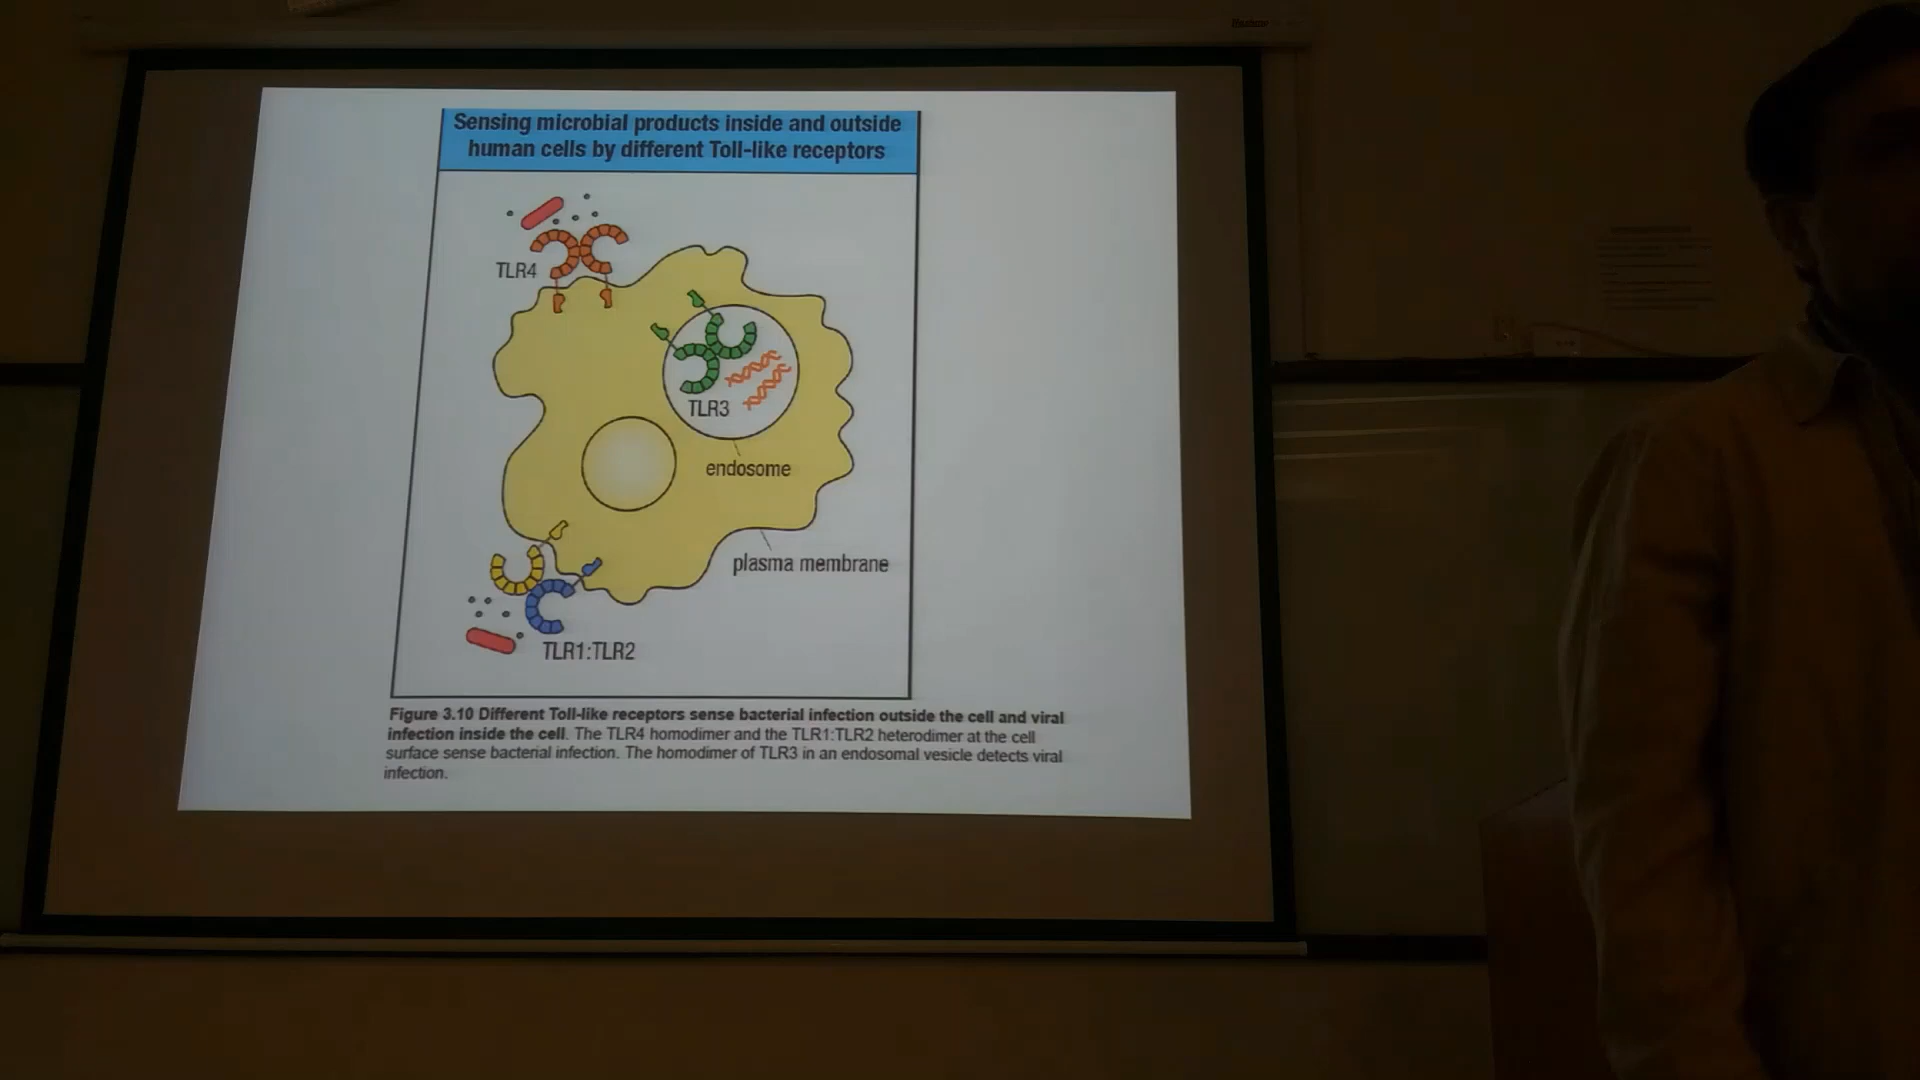 Sensing microbial products inside and outside
human cells by different Toll-like receptors
TLR4
TLR3
endosome
plasma membrane
TLR1:TLR2
Figure 3.10 Different Toll-like receptors sense bacterial infection outside the cell and viral
infection inside the cell. The TLR4 homodimer and the TLR1:TLR2 heterodimer at the cell
surface sense bacterial infection. The homodimer of TLR3 in an endosomal vesicle detects viral
infection.